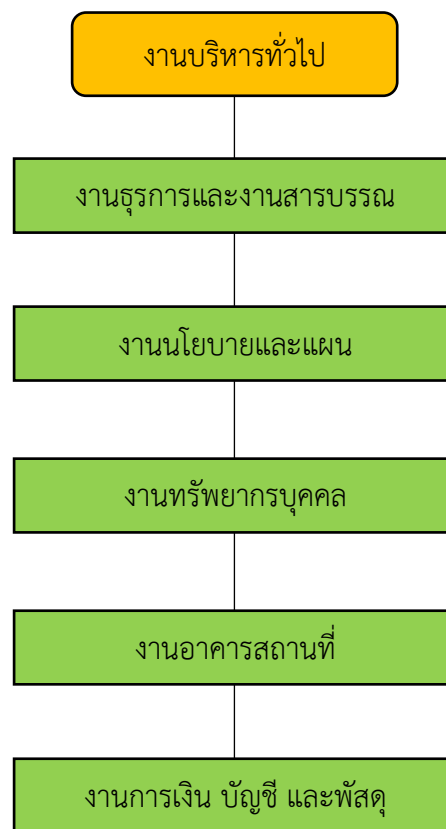 งานบริหารทั่วไป
งานธุรการและงานสารบรรณ
งานนโยบายและแผน
งานทรัพยากรบุคคล
งานอาคารสถานที่
งานการเงิน บัญชี และพัสดุ